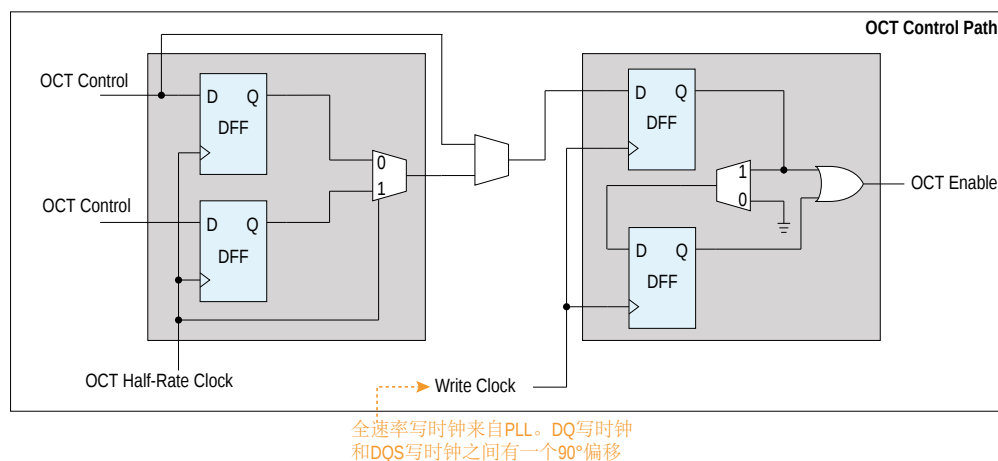 OCT Control Path
OCT Control
D Q
DFF
D Q
DFF
0
1
OCT Control
D Q
DFF
1
0
OCT Enable
D Q
DFF
OCT Half-Rate Clock
Write Clock
全速率写时钟来自PLL。DQ写时钟
和DQS写时钟之间有一个90°偏移